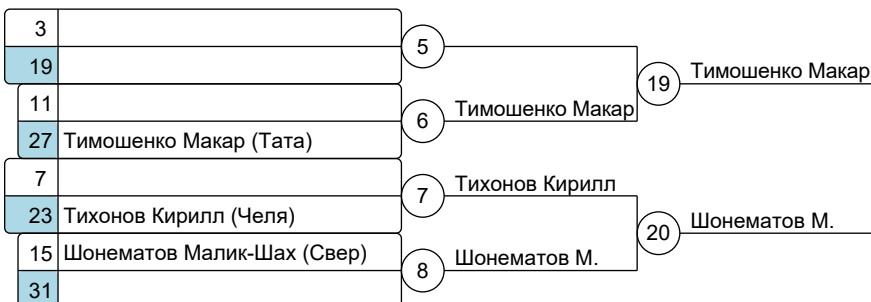 3
19
5
11
27 Тимошенко Макар (Тата)
6 Тимошенко Макар
19 Тимошенко Макар
7
23 Тихонов Кирилл (Челя)
7 Тихонов Кирилл
15 Шонематов Малик-Шах (Свер)
31
8 Шонематов М.
20 Шонематов М.